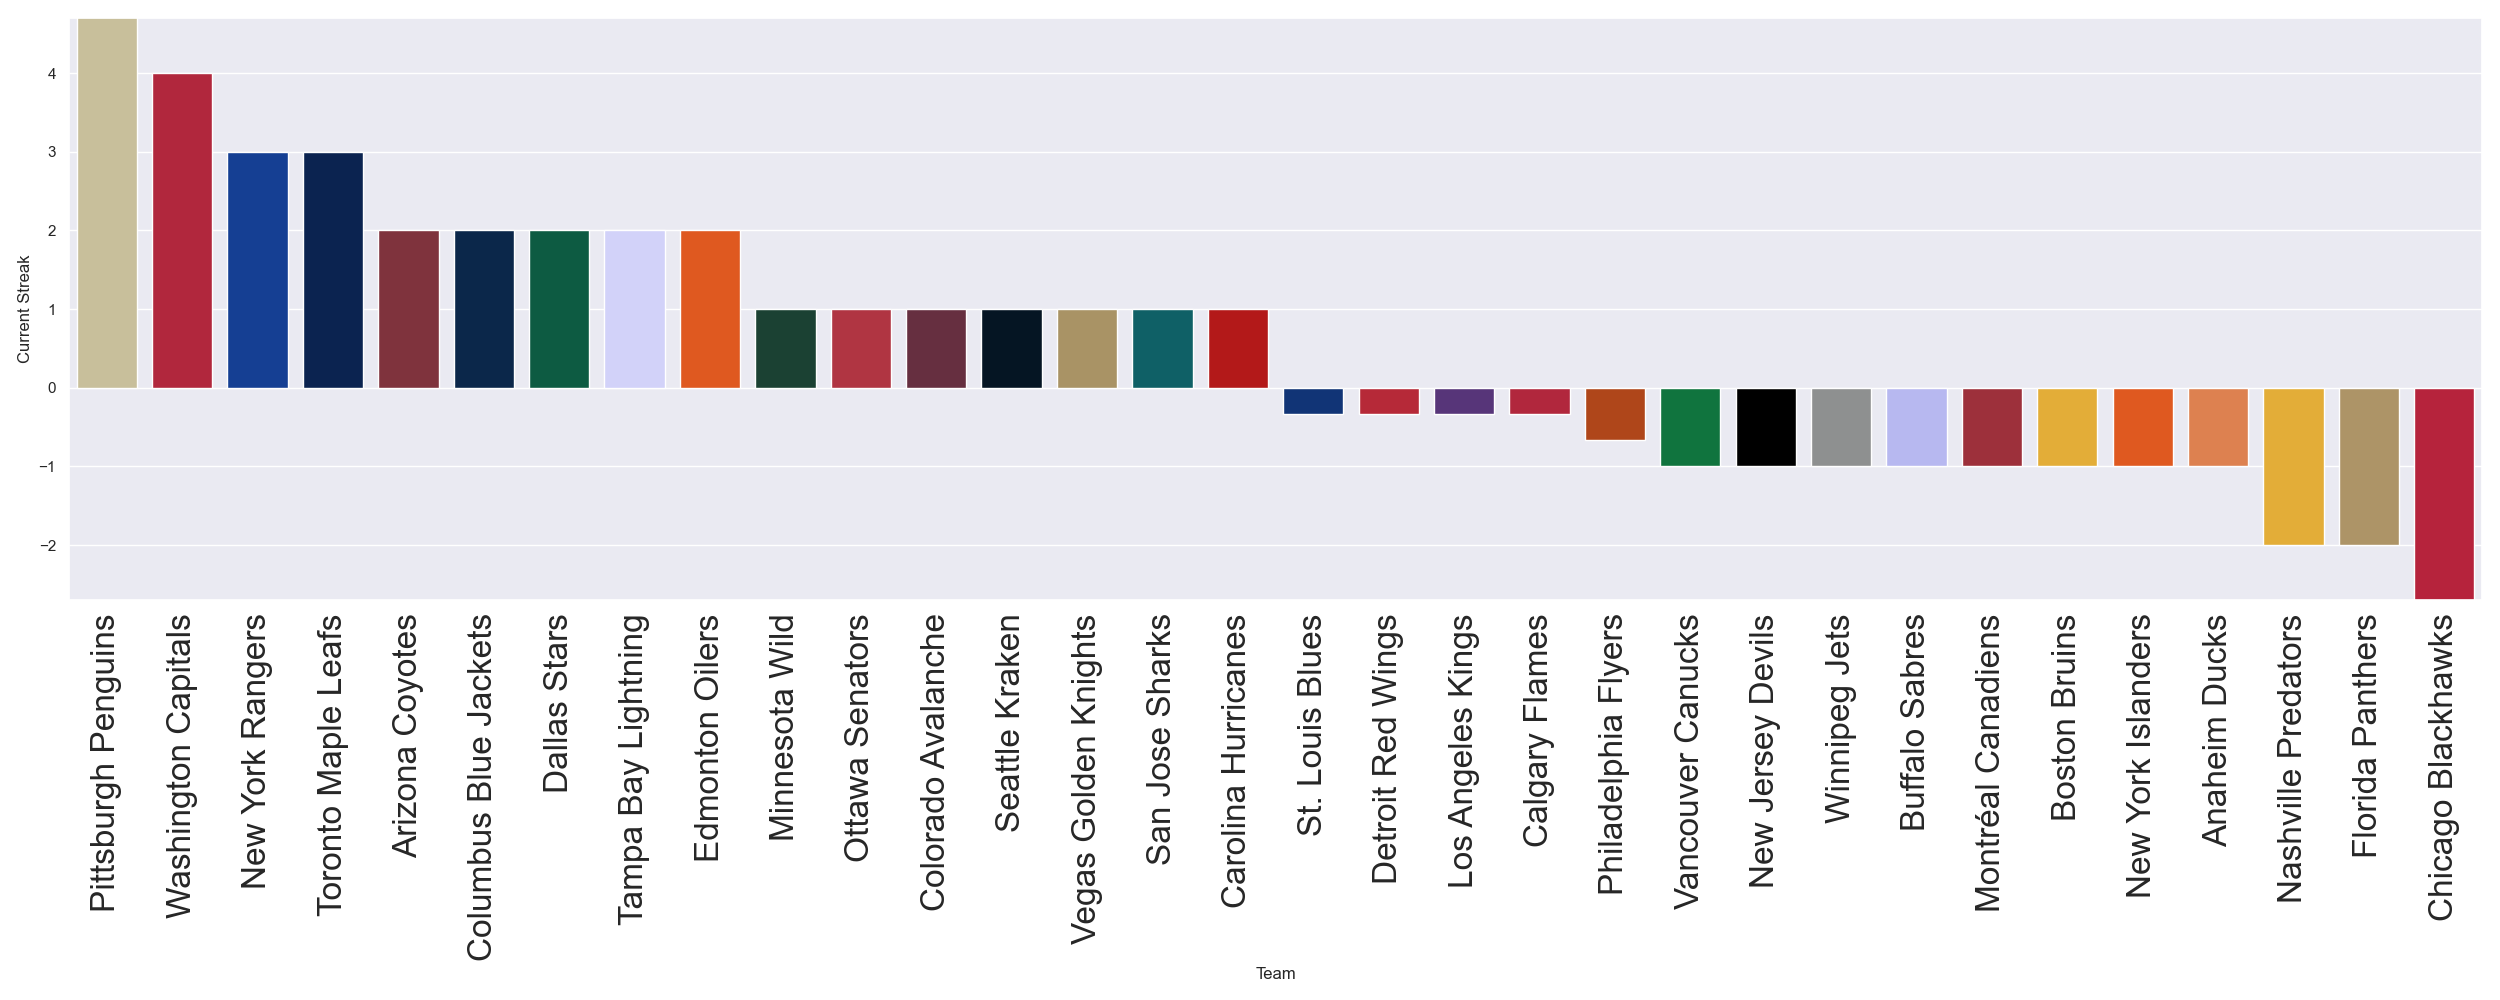 4
3
2
1
0
−1
−2
Current Streak
Pittsburgh Penguins
Washington Capitals
New York Rangers
Toronto Maple Leafs
Arizona Coyotes
Columbus Blue Jackets
Dallas Stars
Tampa Bay Lightning
Edmonton Oilers
Minnesota Wild
Ottawa Senators
Colorado Avalanche
Seattle Kraken
Vegas Golden Knights
San Jose Sharks
Carolina Hurricanes
St. Louis Blues
Detroit Red Wings
Los Angeles Kings
Calgary Flames
Philadelphia Flyers
Vancouver Canucks
New Jersey Devils
Winnipeg Jets
Buffalo Sabres
Montréal Canadiens
Boston Bruins
New York Islanders
Anaheim Ducks
Nashville Predators
Florida Panthers
Chicago Blackhawks
Team